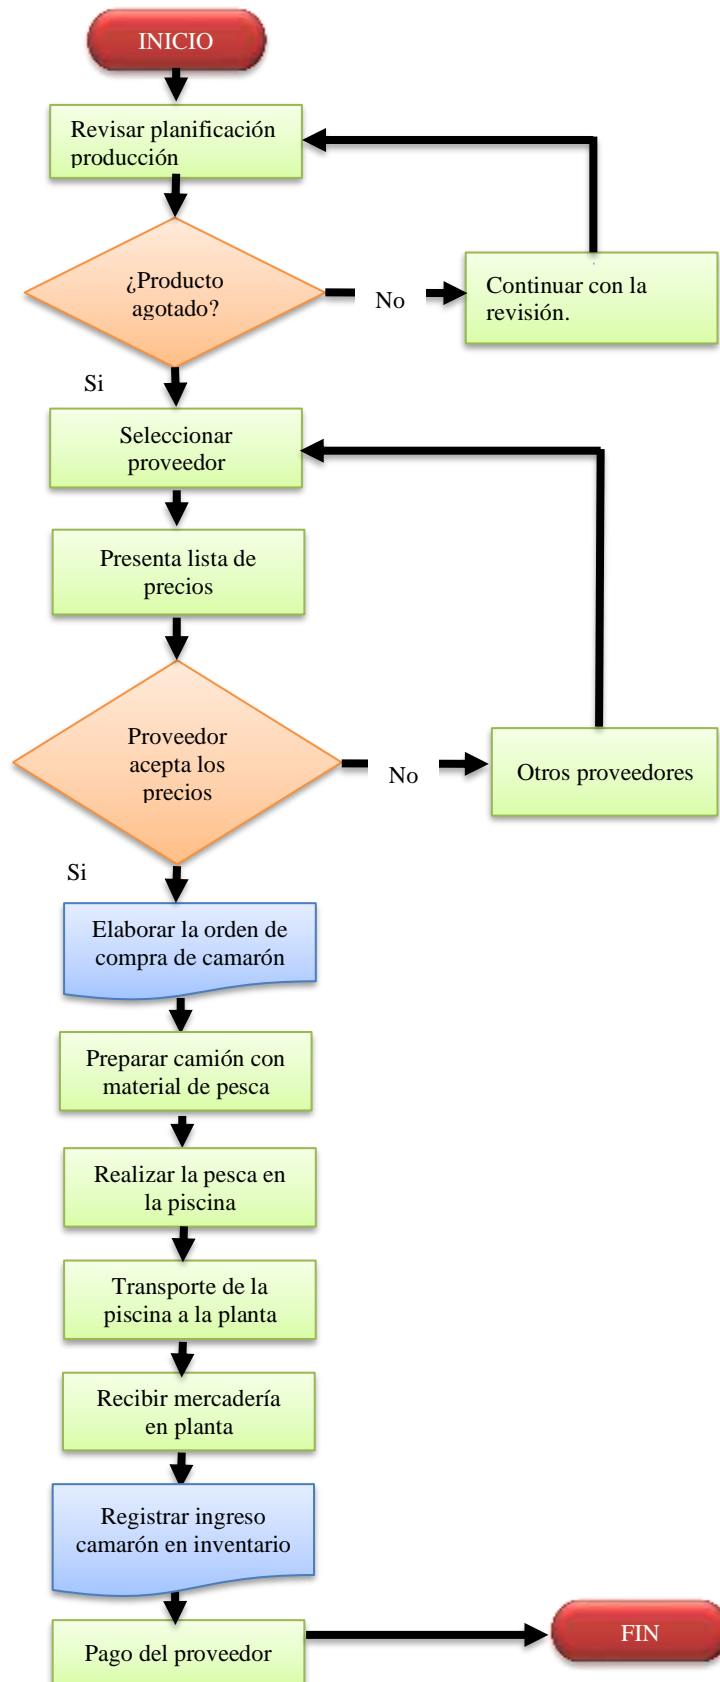 INICIO
Revisar planificación
producción
¿Producto
agotado?
No
Continuar con la
revisión.
Si
Seleccionar
proveedor
Presenta lista de
precios
Proveedor
acepta los
precios
No
Otros proveedores
Si
Elaborar la orden de
compra de camarón
Preparar camión con
material de pesca
Realizar la pesca en
la piscina
Transporte de la
piscina a la planta
Recibir mercadería
en planta
Registrar ingreso
camarón en inventario
Pago del proveedor
FIN